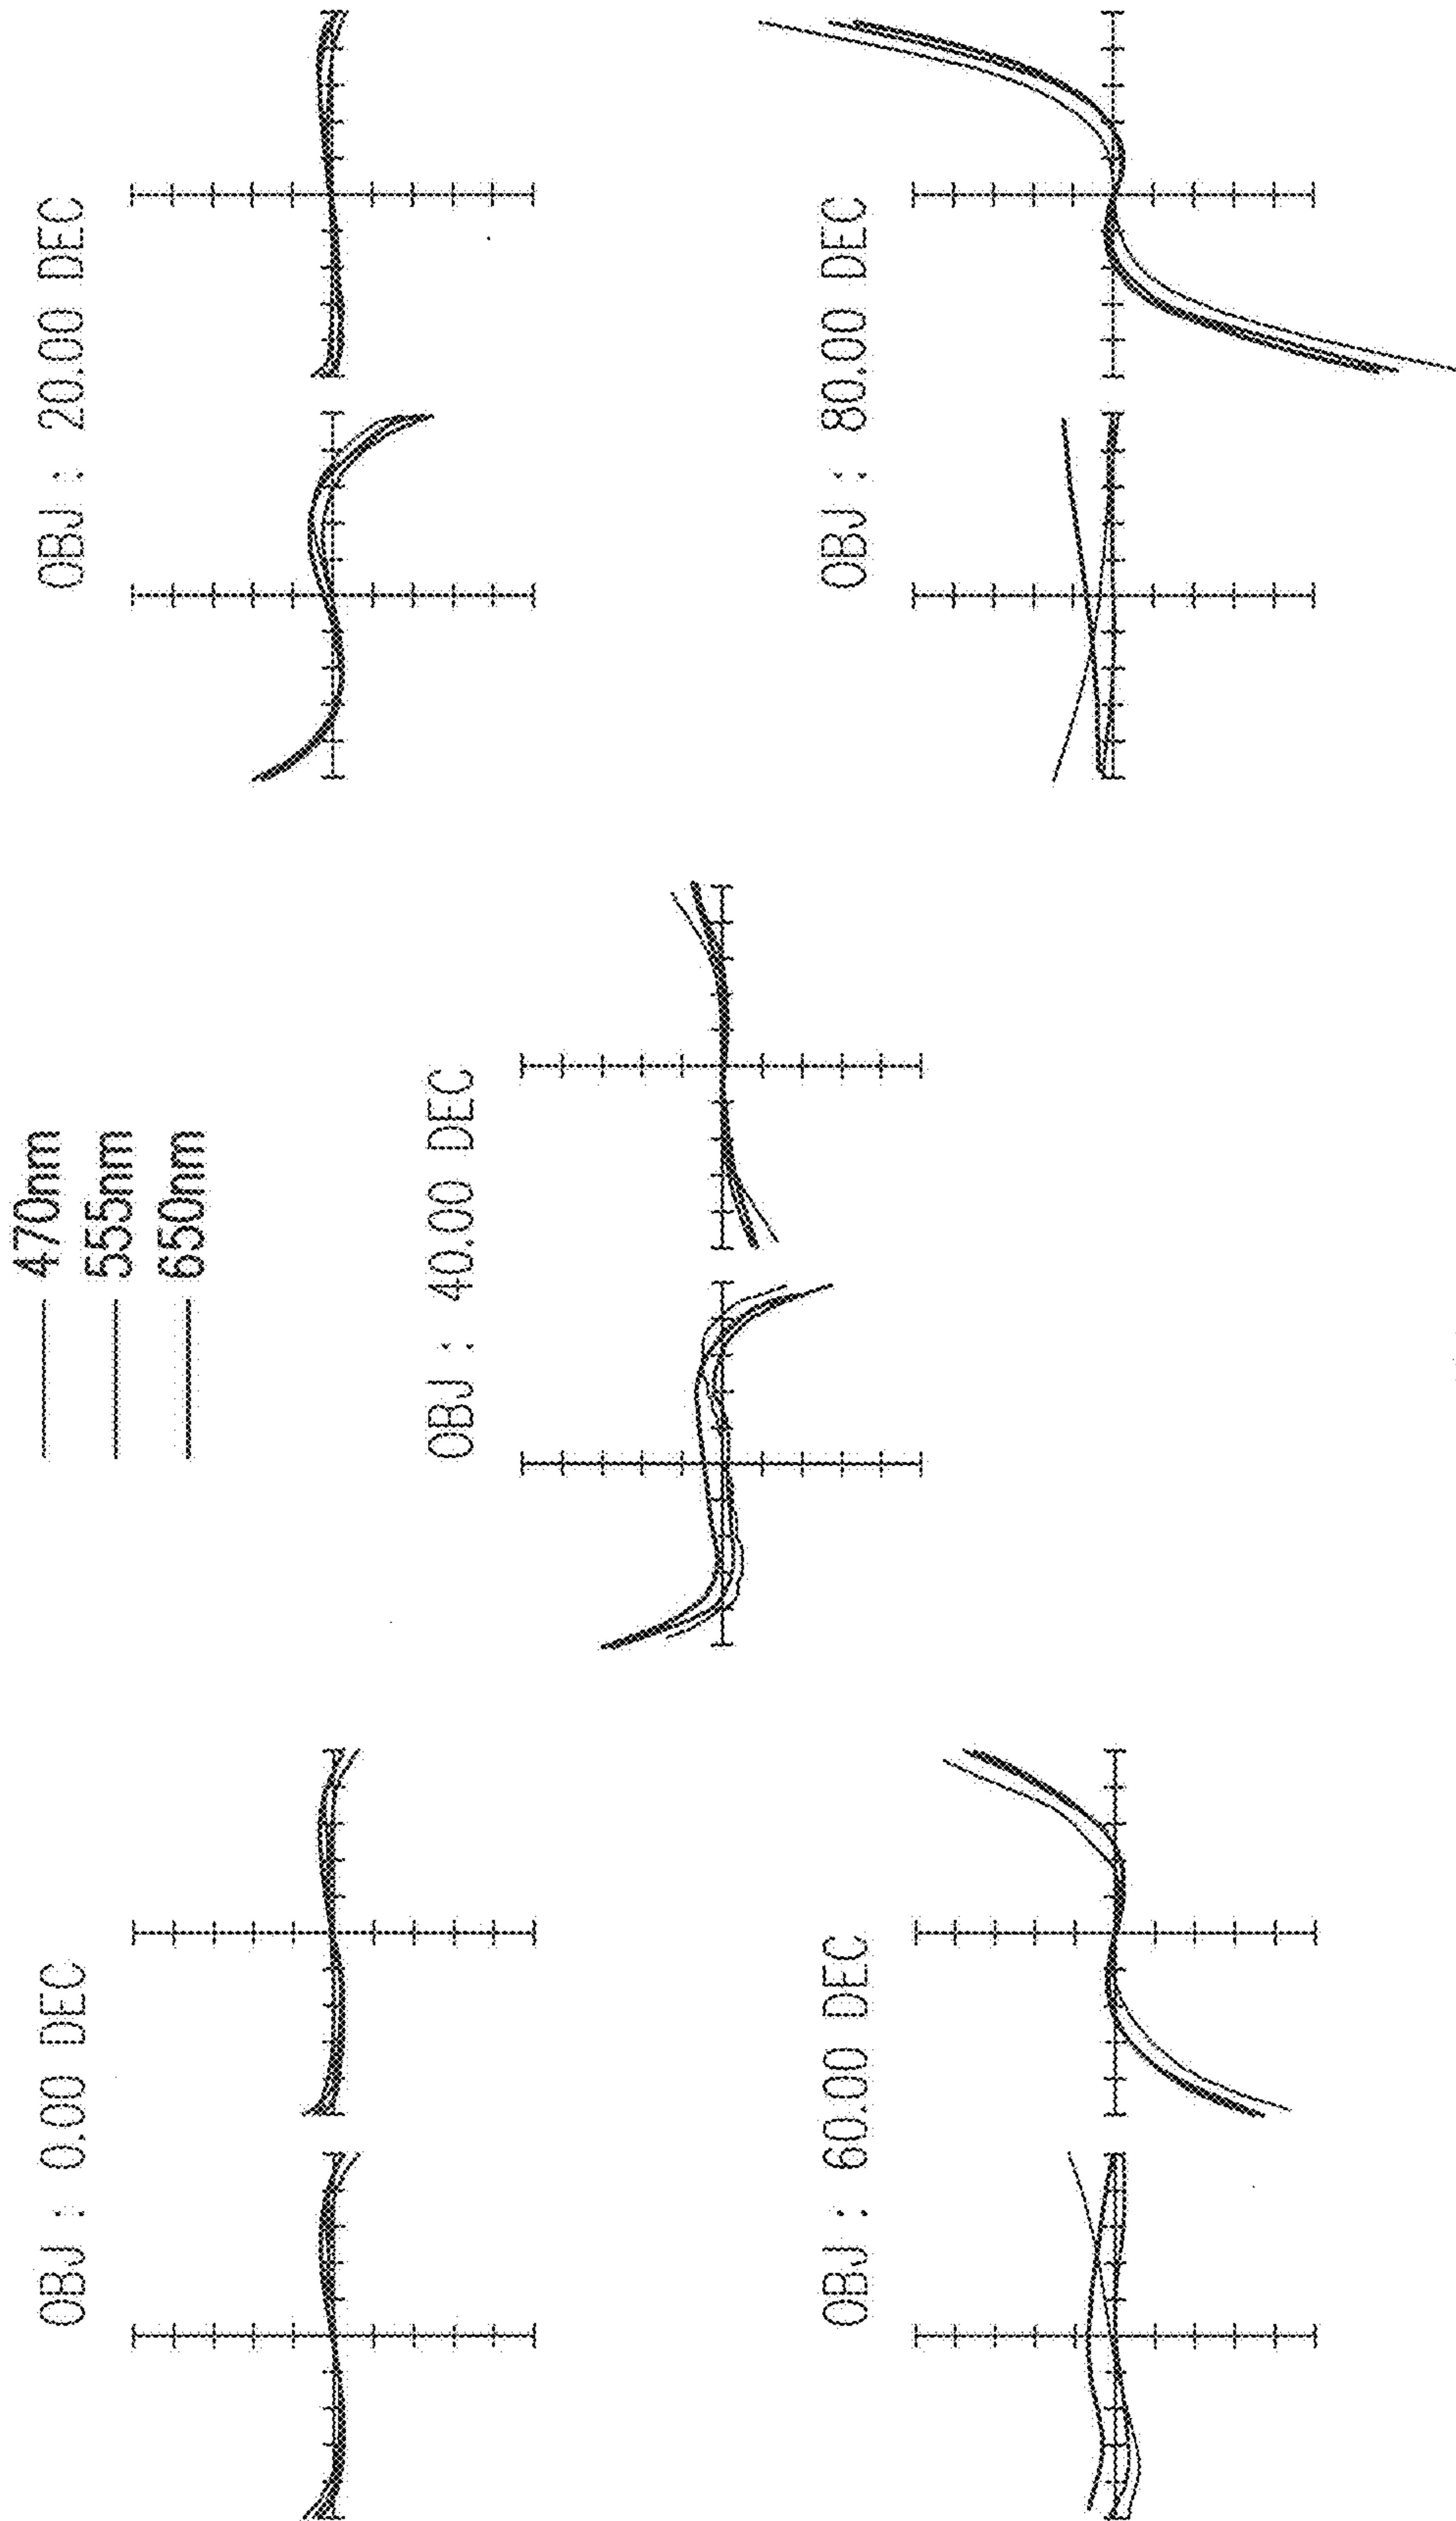 470nm
555nm
650nm
OBJ : 0.00 DEC
OBJ : 20.00 DEC
OBJ : 40.00 DEC
OBJ : 60.00 DEC
OBJ : 80.00 DEC